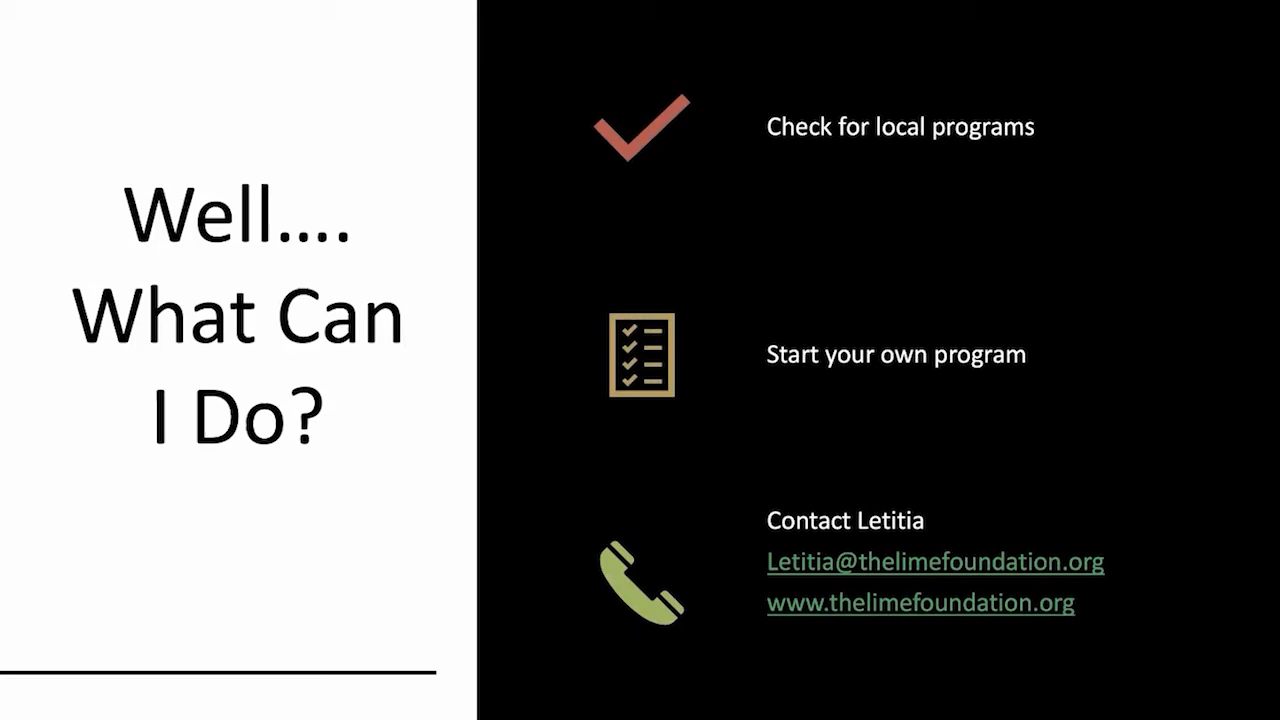 Well....
What Can
I Do?
Check for local programs
Start your own program
Contact Letitia
Letitia@thelimefoundation.org
www.thelimefoundation.org